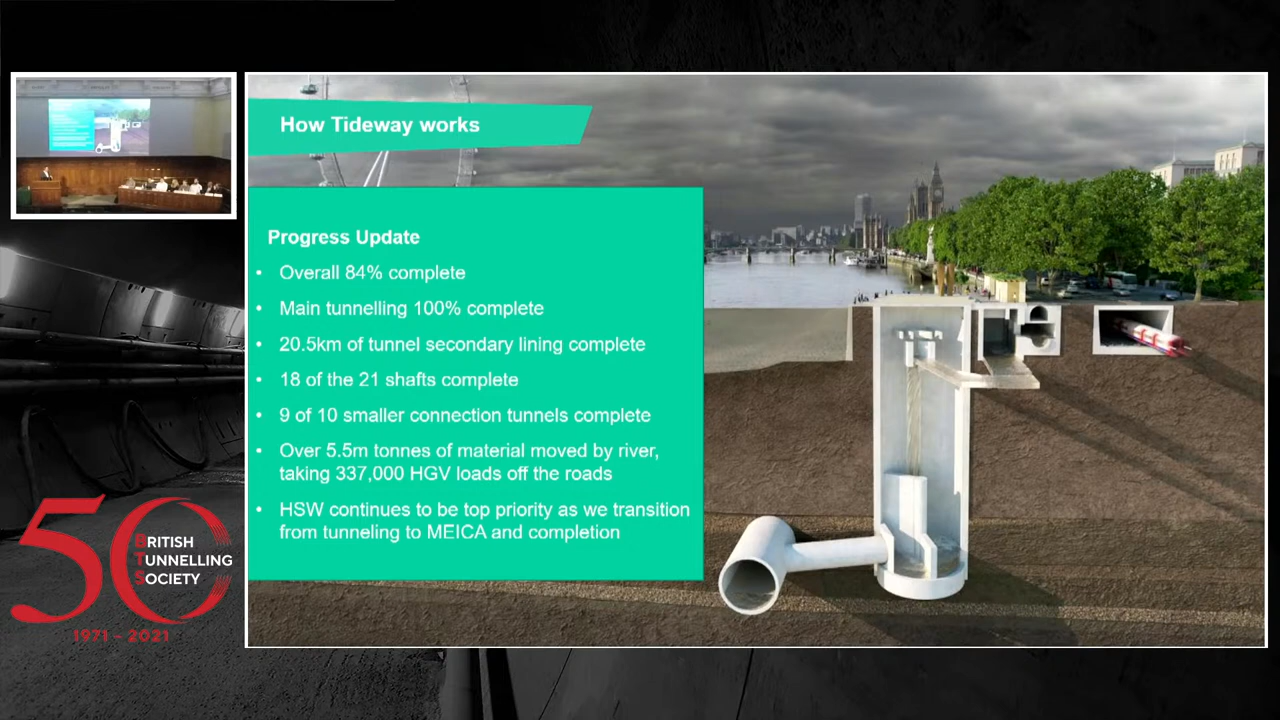 How Tideway works
Progress Update
• Overall 84% complete
• Main tunnelling 100% complete
• 20.5km of tunnel secondary lining complete
• 18 of the 21 shafts complete
• 9 of 10 smaller connection tunnels complete
• Over 5.5m tonnes of material moved by river,
taking 337,000 HGV loads off the roads
• HSW continues to be top priority as we transition
from tunneling to MEICA and completion
50
BRITISH
TUNNELLING
SOCIETY
1971 - 2021